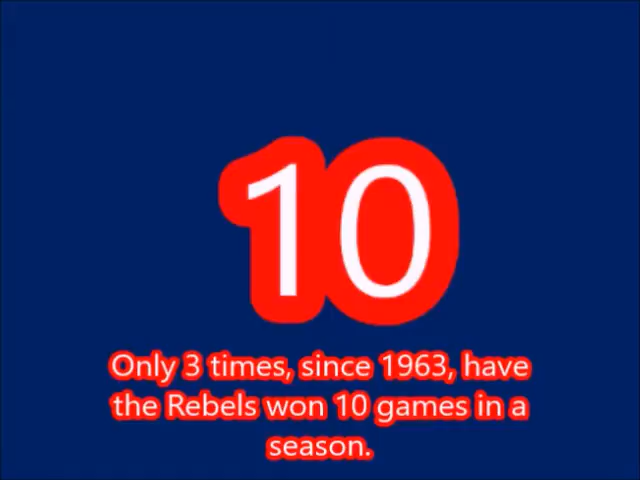 10
Only 3 times, since 1963, have
the Rebels won 10 games in a
season.